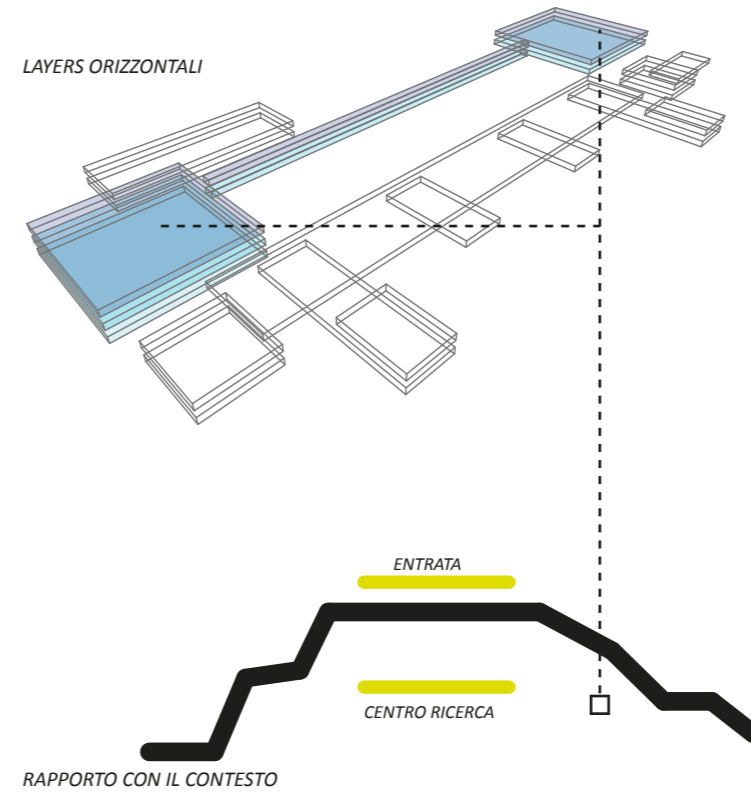 LAYERS ORIZZONTALI
ENTRATA
CENTRO RICERCA
RAPPORTO CON IL CONTESTO